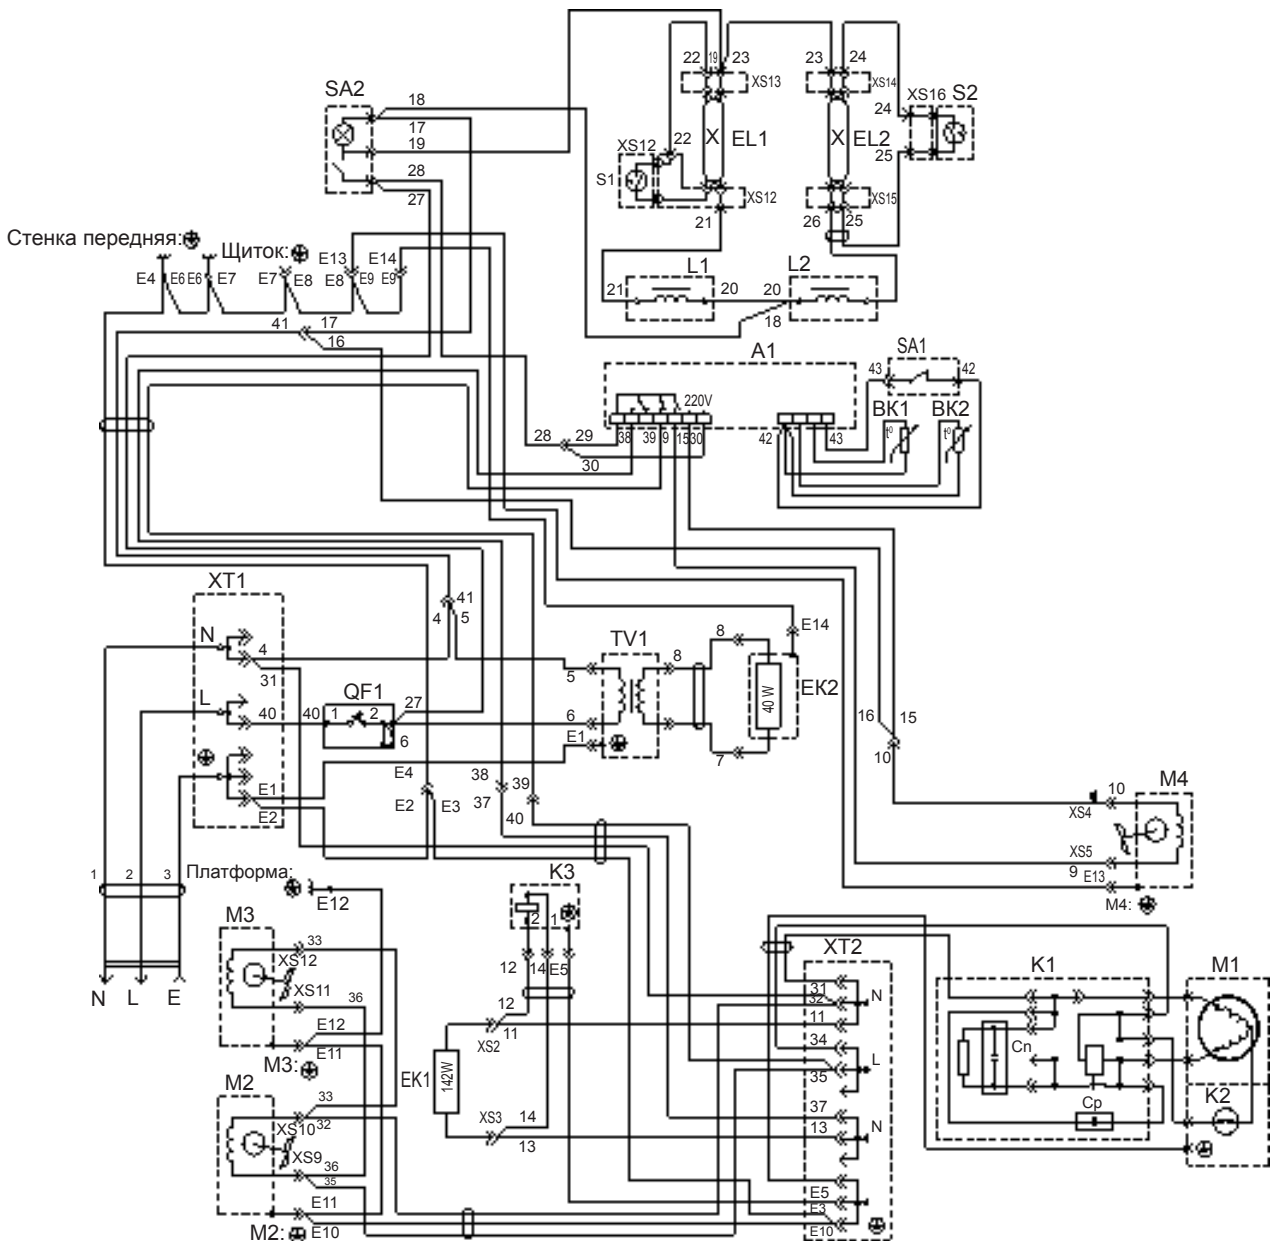 22 19 23 23 24
XS13 XS14
SA2 18 XS16 S2
24
17
19 22 X EL1 X EL2
XS12 25
28 S1
27 XS12 XS15
21 26 25
Стенка передняя:
Щиток: E13 E14
E4 E6 E6 E7 E7 E8 E8 E9 E9
L1 L2
21 20 20
18
41 17
16
A1 SA1
43 42
220V BK1 BK2
t⁰ t⁰
28 29 38 39 9 15 30 42 43
30
XT1
41
4 5
N TV1 8 E14
4 8
31 5 EK2
L QF1 27 40 W
40 40 1 2 6 16 15
6 E1 7 10
E4 38 39
E1 E2 E3 37 10 M4
E2 40 XS4
XS5
1 2 3 Платформа: K3 9 E13
E12 M4:
2 1
M3 33 XT2
XS12 12 14 E5 K1 M1
XS11 31 N
N L E 36 12 32
11 11
E12 XS2 34 Cп
E11 L
M3: EK1 142W 35
M2 33 Cp K2
XS10 32 XS3 14 37
XS9 13 13 N
36
35
E11 E5
E3
M2: E10 E10